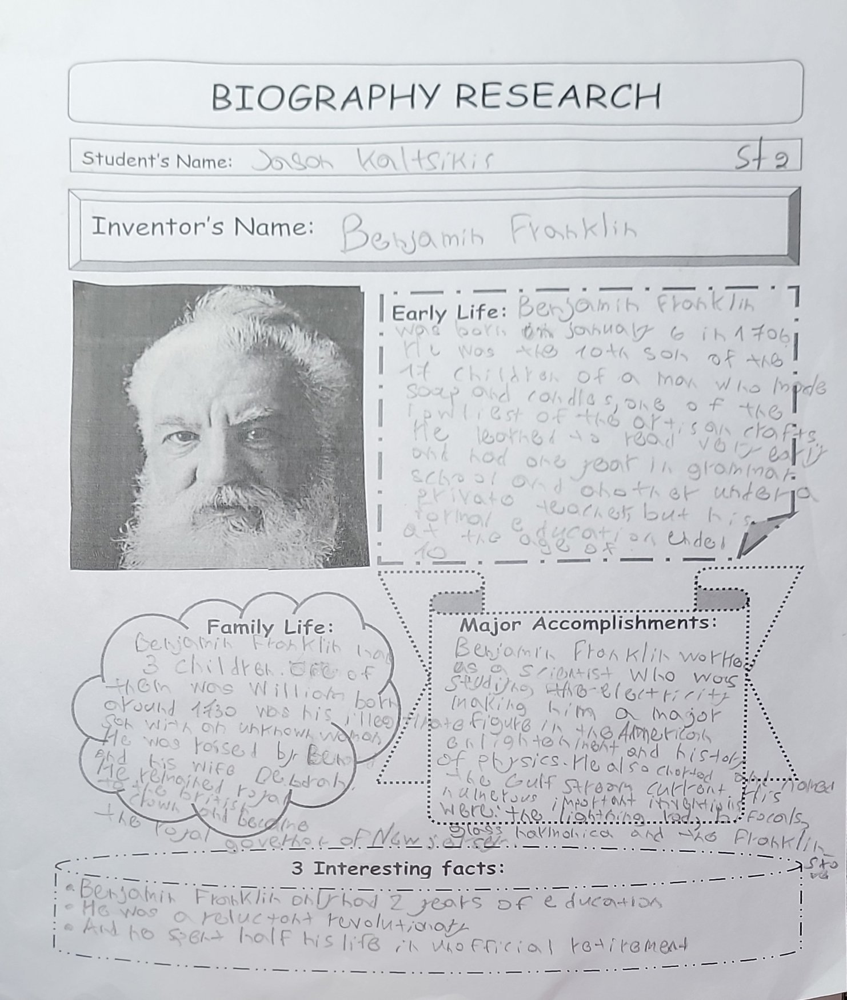 BIOGRAPHY RESEARCH
Student's Name: Jason Kaltsikis St2
Inventor's Name: Benjamin Franklin
Early Life: Benjamin Franklin
was born on january 6 in 1706
He was the 10th son of the
17 children of a man who made
soap and candles, one of the
lowliest of the artisan crafts
He learned to read very early
and had one year in grammar
school and another under a
private teacher, but his
formal education ended
at the age of
10
Family Life:
Benjamin Franklin had
3 children. One of
them was William born
around 1730 was his illegitimate
son with an unknown woman
He was raised by Ben
and his wife Deborah.
He remained royal
to the british
crown and became
the royal governor of New jersey
Major Accomplishments:
Benjamin Franklin worked
as a scientist who was
studying the electricity
making him a major
figure in the American
enlightenment and history
of physics. He also charted and named
the Gulf stream current. His
numerous important inventions
were: the lightning rod, bifocals,
glass harmonica and the Franklin
stove
3 Interesting facts:
• Benjamin Franklin only had 2 years of education
• He was a reluctant revolutionary
• And he spent half his life in unofficial retirement